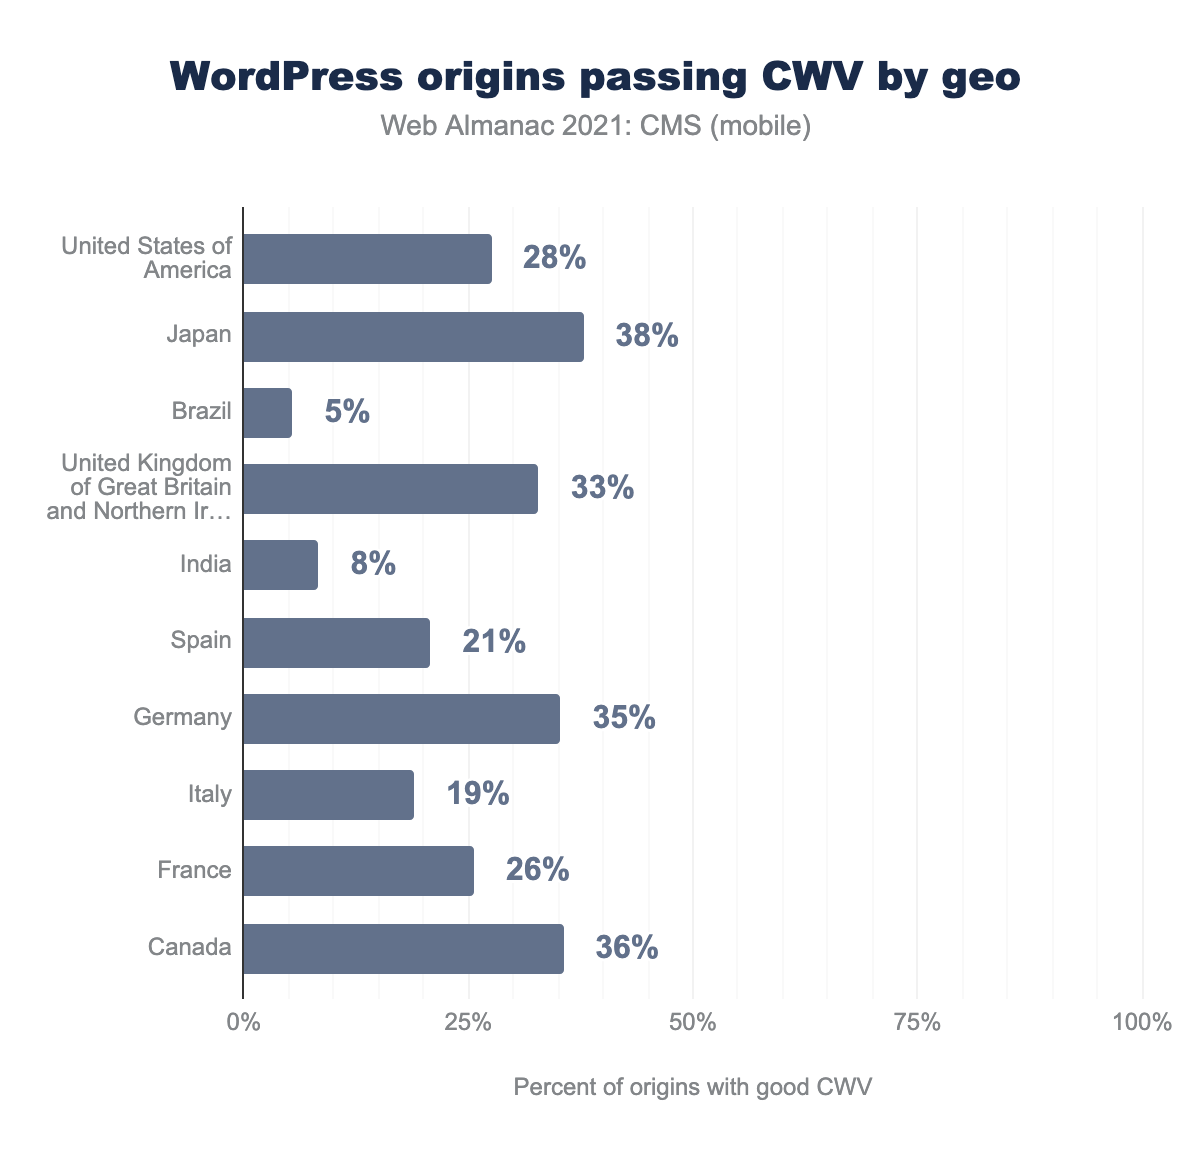 WordPress origins passing CWV by geo
Web Almanac 2021: CMS (mobile)
United States of
America
28%
Japan
38%
Brazil
5%
United Kingdom
of Great Britain
and Northern Ir…
33%
India
8%
Spain
21%
Germany
35%
Italy
19%
France
26%
Canada
36%
0% 25% 50% 75% 100%
Percent of origins with good CWV